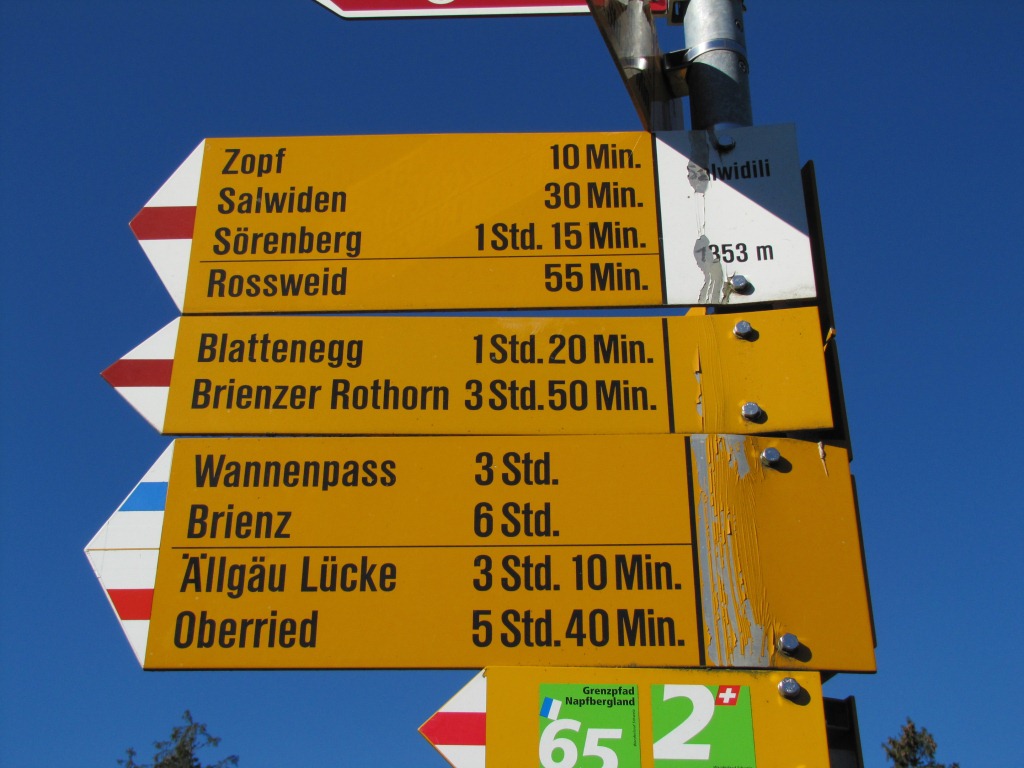 Zopf 10 Min.
Salwiden 30 Min.
Sörenberg 1 Std. 15 Min.
Rossweid 55 Min.
Salwidili
1353 m
Blattenegg 1 Std. 20 Min.
Brienzer Rothorn 3 Std. 50 Min.
Wannenpass 3 Std.
Brienz 6 Std.
Ällgäu Lücke 3 Std. 10 Min.
Oberried 5 Std. 40 Min.
Grenzpfad
Napfbergland
65
2